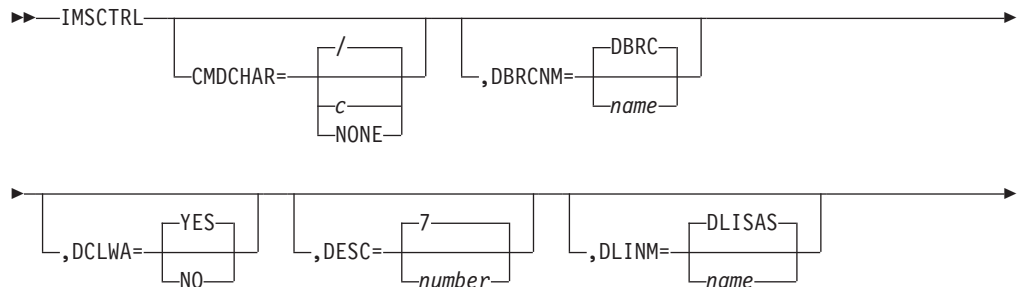 IMSCTRL
/
CMDCHAR=
c
NONE
DBRC
,DBRCNM=
name
YES
,DCLWA=
NO
7
,DESC=
number
DLISAS
,DLINM=
name